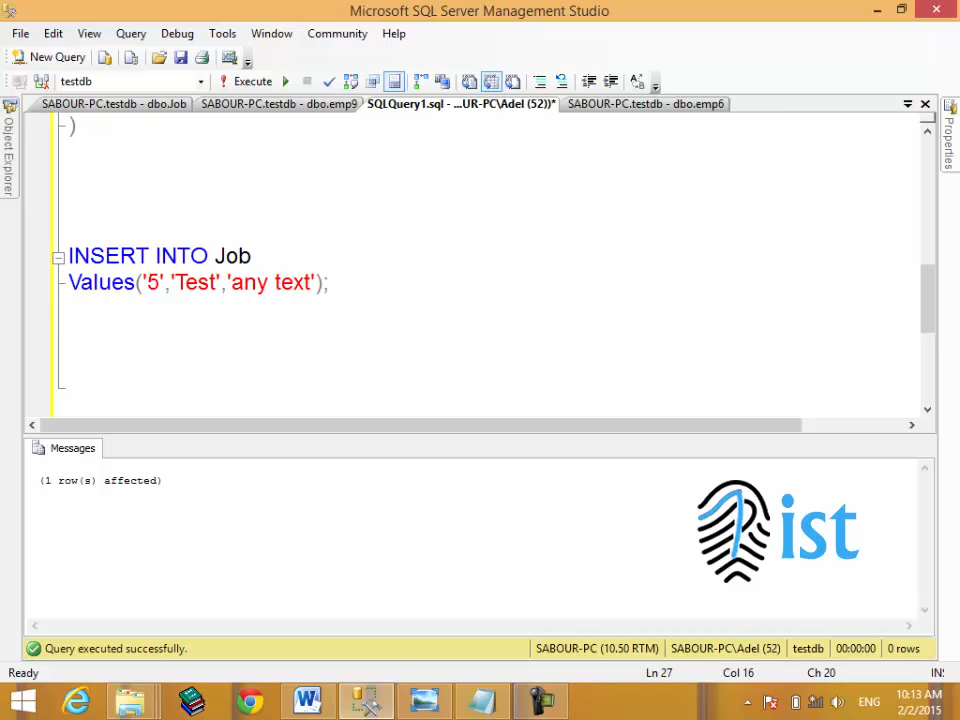 Microsoft SQL Server Management Studio
File Edit View Query Debug Tools Window Community Help
New Query
testdb Execute
SABOUR-PC.testdb - dbo.Job SABOUR-PC.testdb - dbo.emp9 SQLQuery1.sql - ...UR-PC\Adel (52))* SABOUR-PC.testdb - dbo.emp6
Object Explorer
Properties
)
INSERT INTO Job
Values('5','Test','any text');
Messages
(1 row(s) affected)
ist
Query executed successfully. SABOUR-PC (10.50 RTM) SABOUR-PC\Adel (52) testdb 00:00:00 0 rows
Ready Ln 27 Col 16 Ch 20 INS
ENG
10:13 AM
2/2/2015